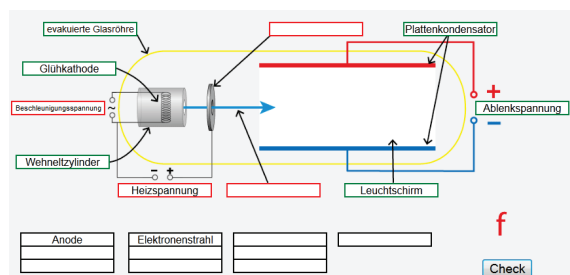 evakuierte Glasröhre
Plattenkondensator
Glühkathode
+
Beschleunigungsspannung
~
Ablenkspannung
−
Wehneltzylinder
− +
Heizspannung
Leuchtschirm
f
Anode
Elektronenstrahl
Check